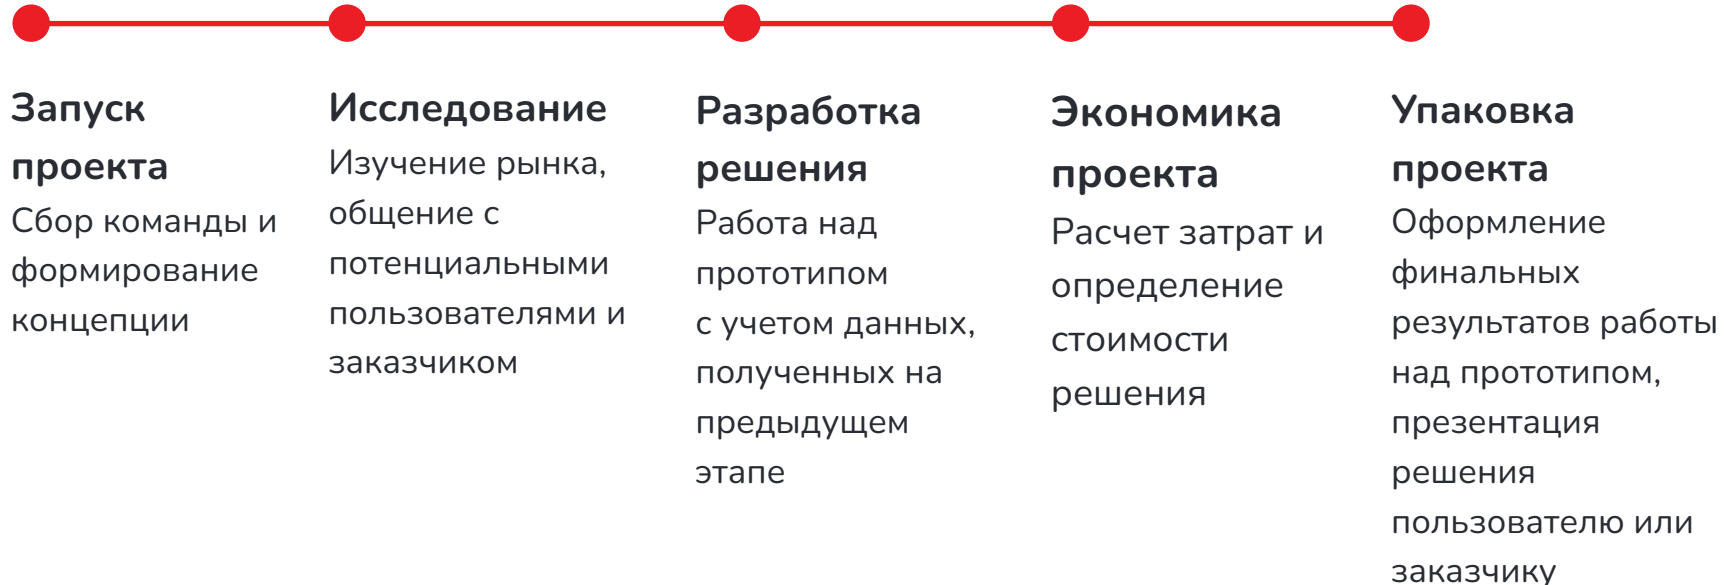 Запуск
проекта
Сбор команды и
формирование
концепции
Исследование
Изучение рынка,
общение с
потенциальными
пользователями и
заказчиком
Разработка
решения
Работа над
прототипом
с учетом данных,
полученных на
предыдущем
этапе
Экономика
проекта
Расчет затрат и
определение
стоимости
решения
Упаковка
проекта
Оформление
финальных
результатов работы
над прототипом,
презентация
решения
пользователю или
заказчику